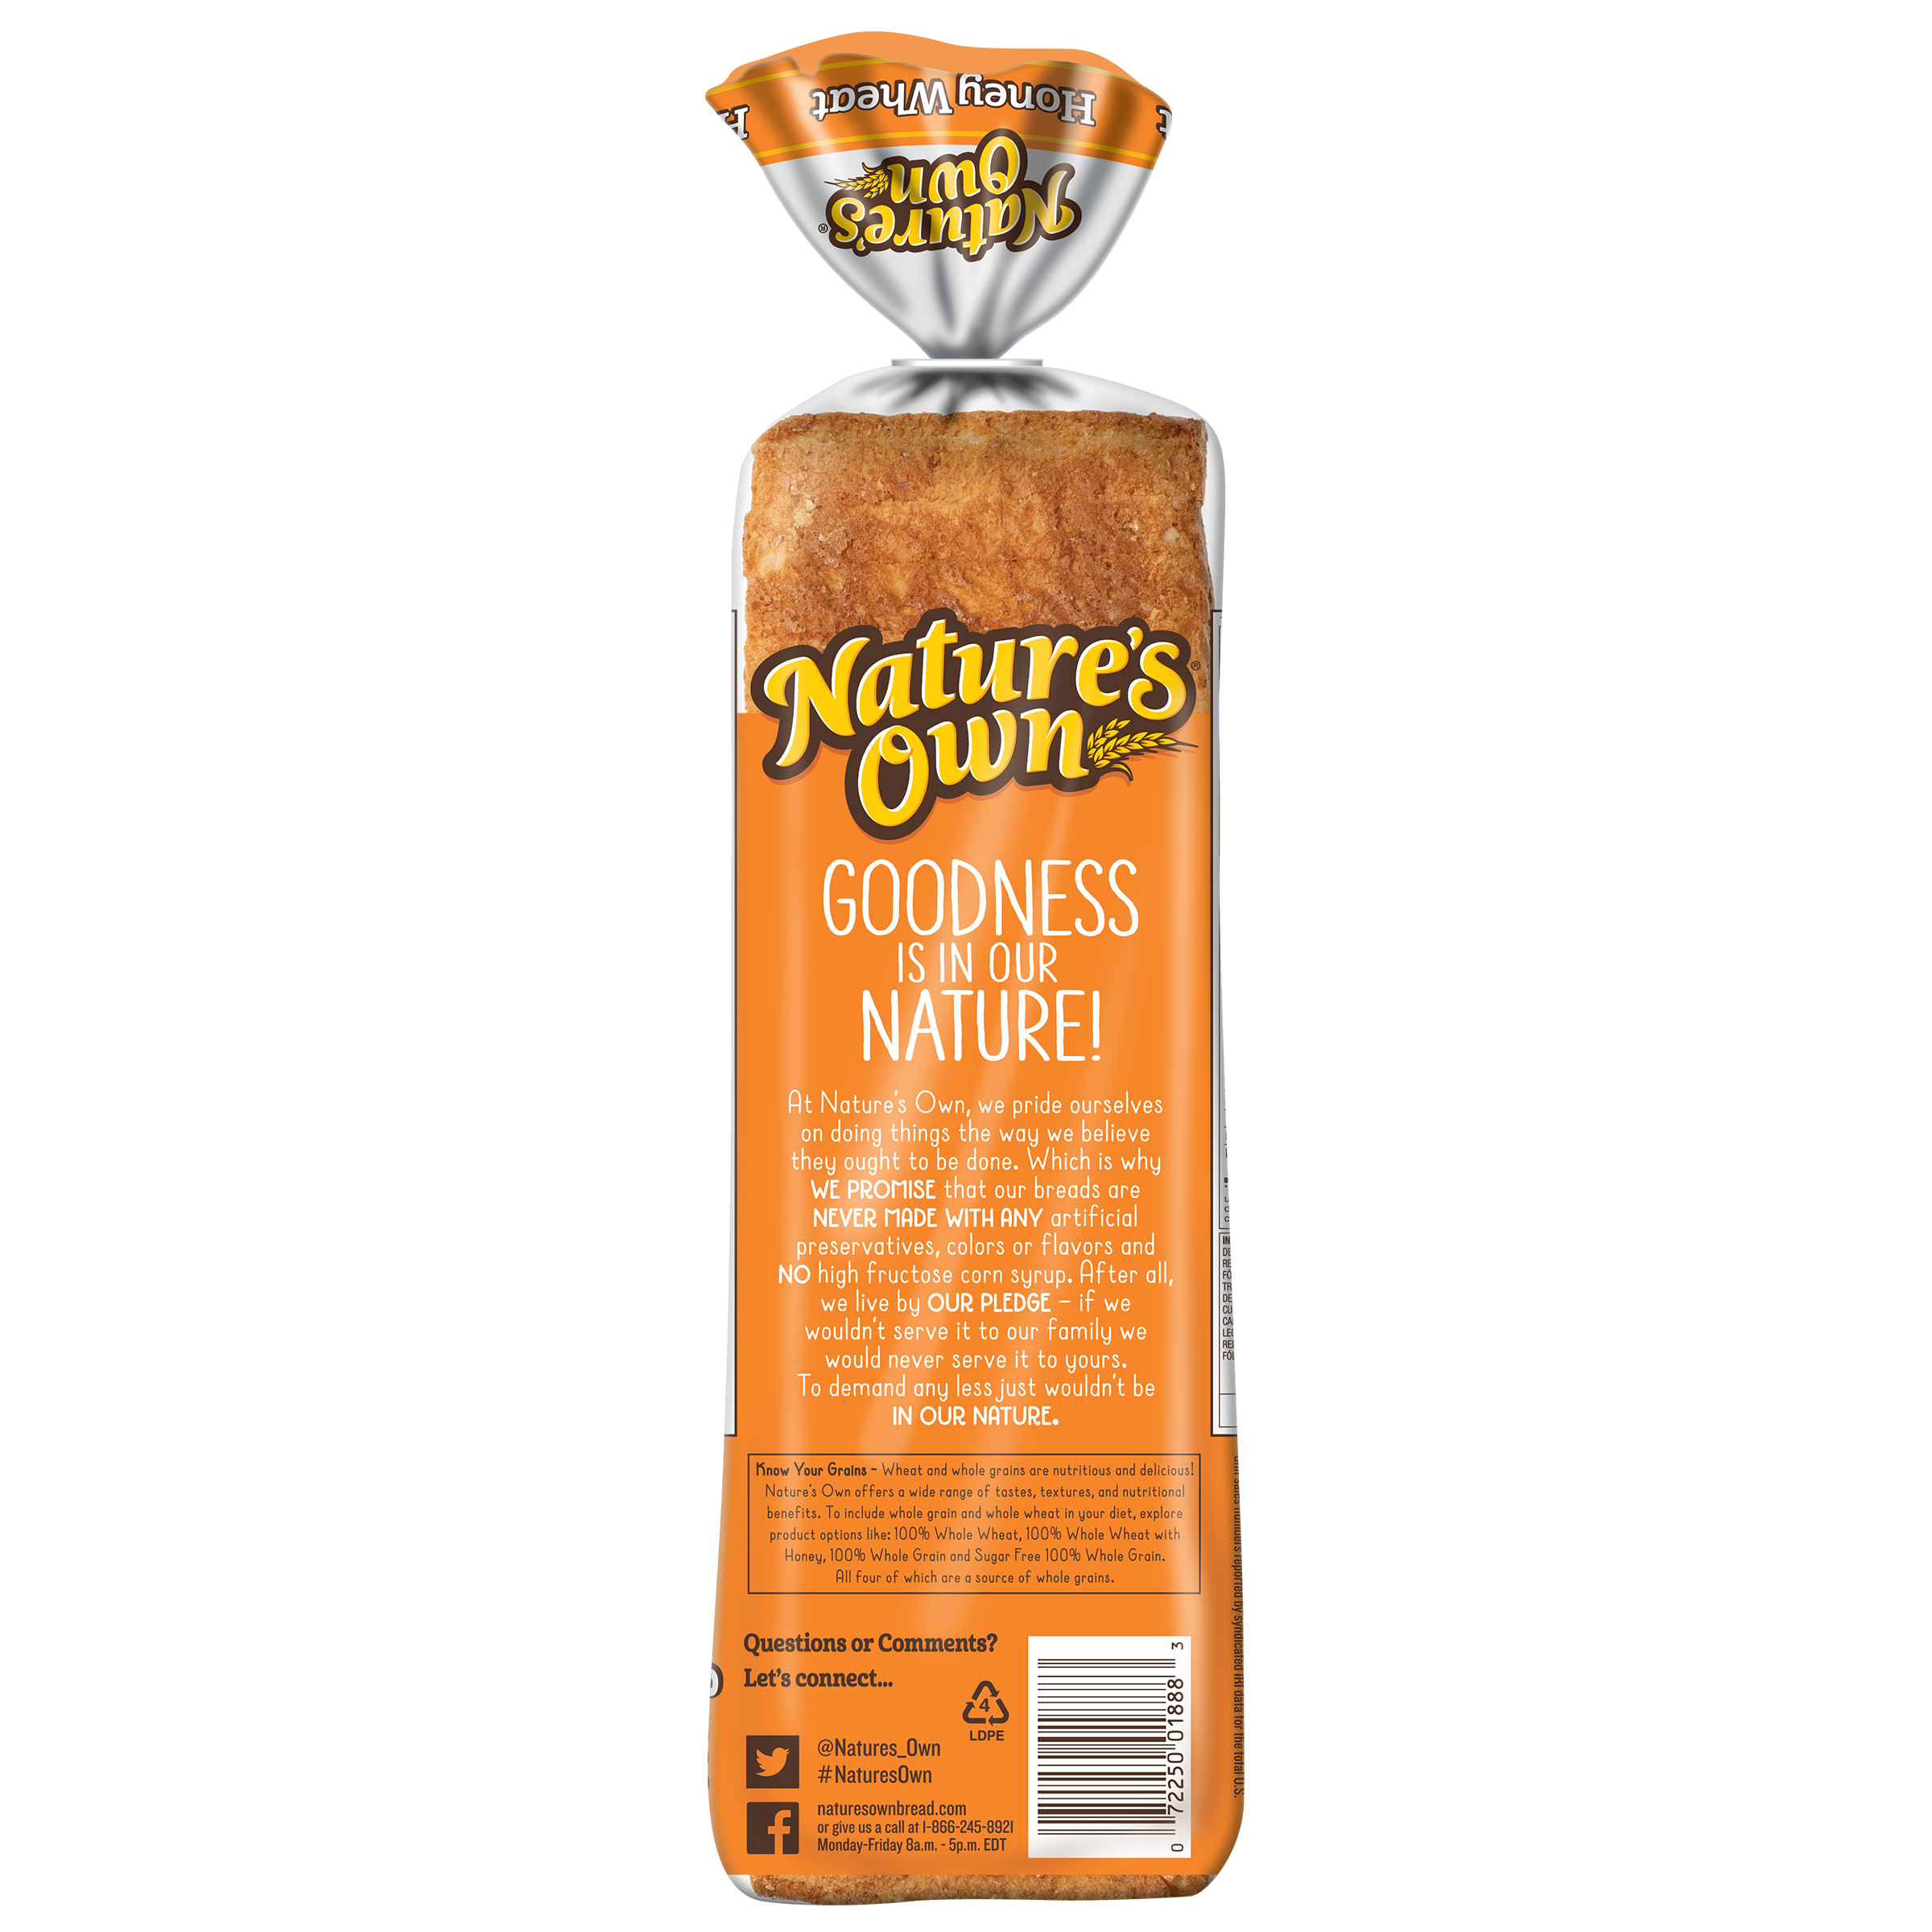 Honey Wheat
Nature's
Own
Nature's®
Own
GOODNESS
IS IN OUR
NATURE!
At Nature's Own, we pride ourselves
on doing things the way we believe
they ought to be done. Which is why
WE PROMISE that our breads are
NEVER MADE WITH ANY artificial
preservatives, colors or flavors and
NO high fructose corn syrup. After all,
we live by OUR PLEDGE – if we
wouldn't serve it to our family we
would never serve it to yours.
To demand any less just wouldn't be
IN OUR NATURE.
Know Your Grains - Wheat and whole grains are nutritious and delicious!
Nature's Own offers a wide range of tastes, textures, and nutritional
benefits. To include whole grain and whole wheat in your diet, explore
product options like: 100% Whole Wheat, 100% Whole Wheat with
Honey, 100% Whole Grain and Sugar Free 100% Whole Grain.
All four of which are a source of whole grains.
Questions or Comments?
Let's connect...
4
LDPE
@Natures_Own
#NaturesOwn
naturesownbread.com
or give us a call at 1-866-245-8921
Monday-Friday 8a.m. - 5p.m. EDT
0 72250 01888 3
numbers reported by syndicated IRI data for the total U.S.